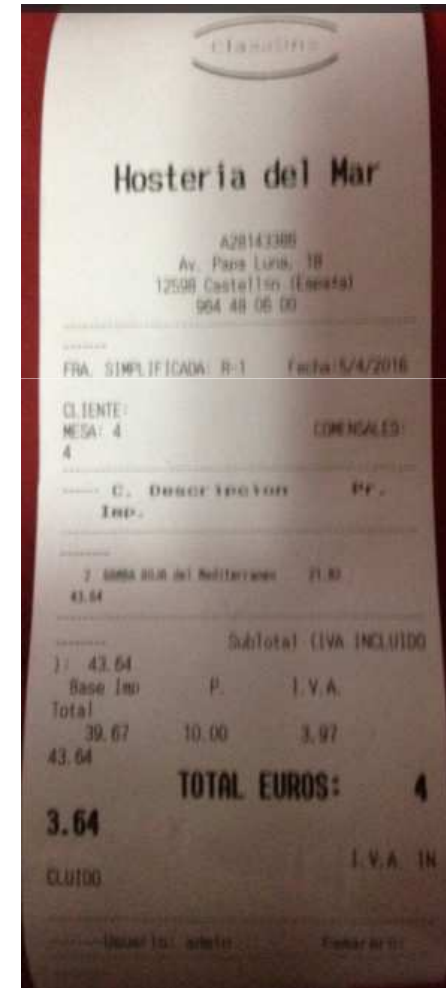 Hosteria del Mar
A28143386
Av. Papa Luna, 18
12598 Castellon (España)
964 48 06 00
-------
FRA. SIMPLIFICADA: R-1 Fecha:5/4/2016
CLIENTE:
MESA: 4 COMENSALES:
4
----- C. Descripcion Pr.
Imp.
-------
2 GAMBA ROJA del Mediterraneo 21.82
43.64
-------
SubTotal (IVA INCLUIDO
): 43.64
Base Imp P. I.V.A.
Total
39.67 10.00 3.97
43.64
TOTAL EUROS: 4
3.64
I.V.A. IN
CLUIDO
Usuario: admin Camarero: